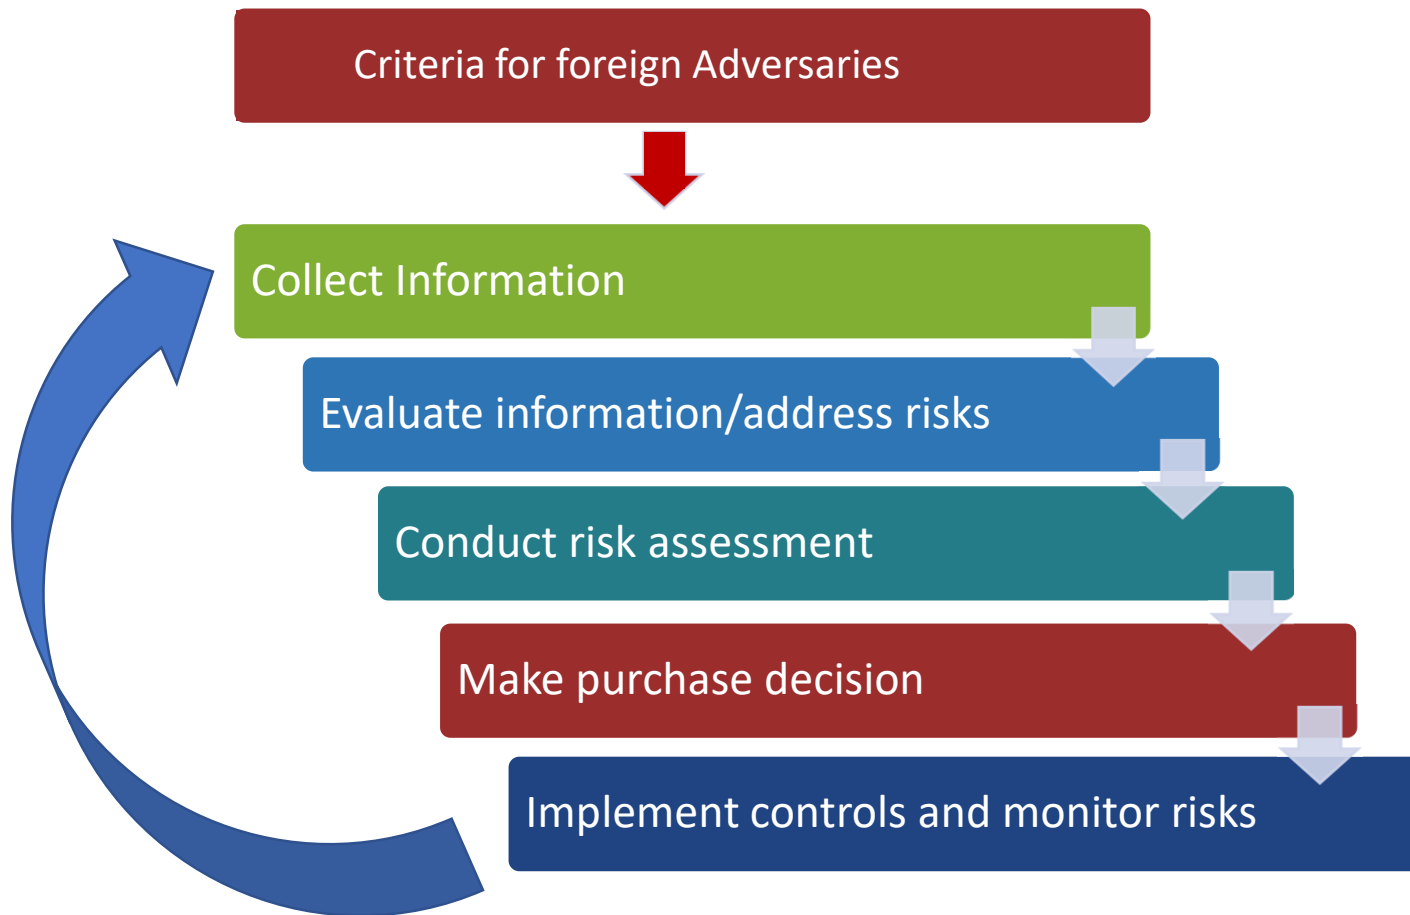 Criteria for foreign Adversaries
Collect Information
Evaluate information/address risks
Conduct risk assessment
Make purchase decision
Implement controls and monitor risks